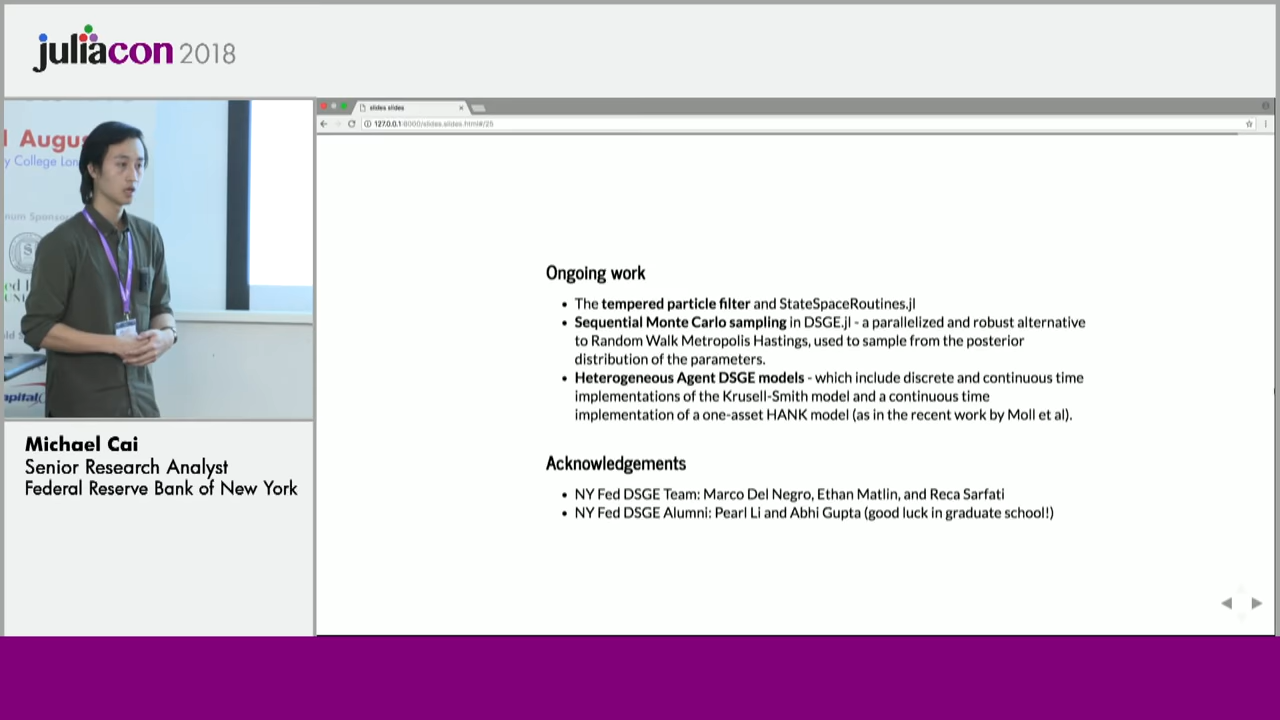 juliacon 2018
Augus
y College Lon
num Sponso
slides slides
127.0.0.1:8000/slides.slides.html#/25
Ongoing work
• The tempered particle filter and StateSpaceRoutines.jl
• Sequential Monte Carlo sampling in DSGE.jl - a parallelized and robust alternative
to Random Walk Metropolis Hastings, used to sample from the posterior
distribution of the parameters.
• Heterogeneous Agent DSGE models - which include discrete and continuous time
implementations of the Krusell-Smith model and a continuous time
implementation of a one-asset HANK model (as in the recent work by Moll et al).
Acknowledgements
• NY Fed DSGE Team: Marco Del Negro, Ethan Matlin, and Reca Sarfati
• NY Fed DSGE Alumni: Pearl Li and Abhi Gupta (good luck in graduate school!)
Michael Cai
Senior Research Analyst
Federal Reserve Bank of New York